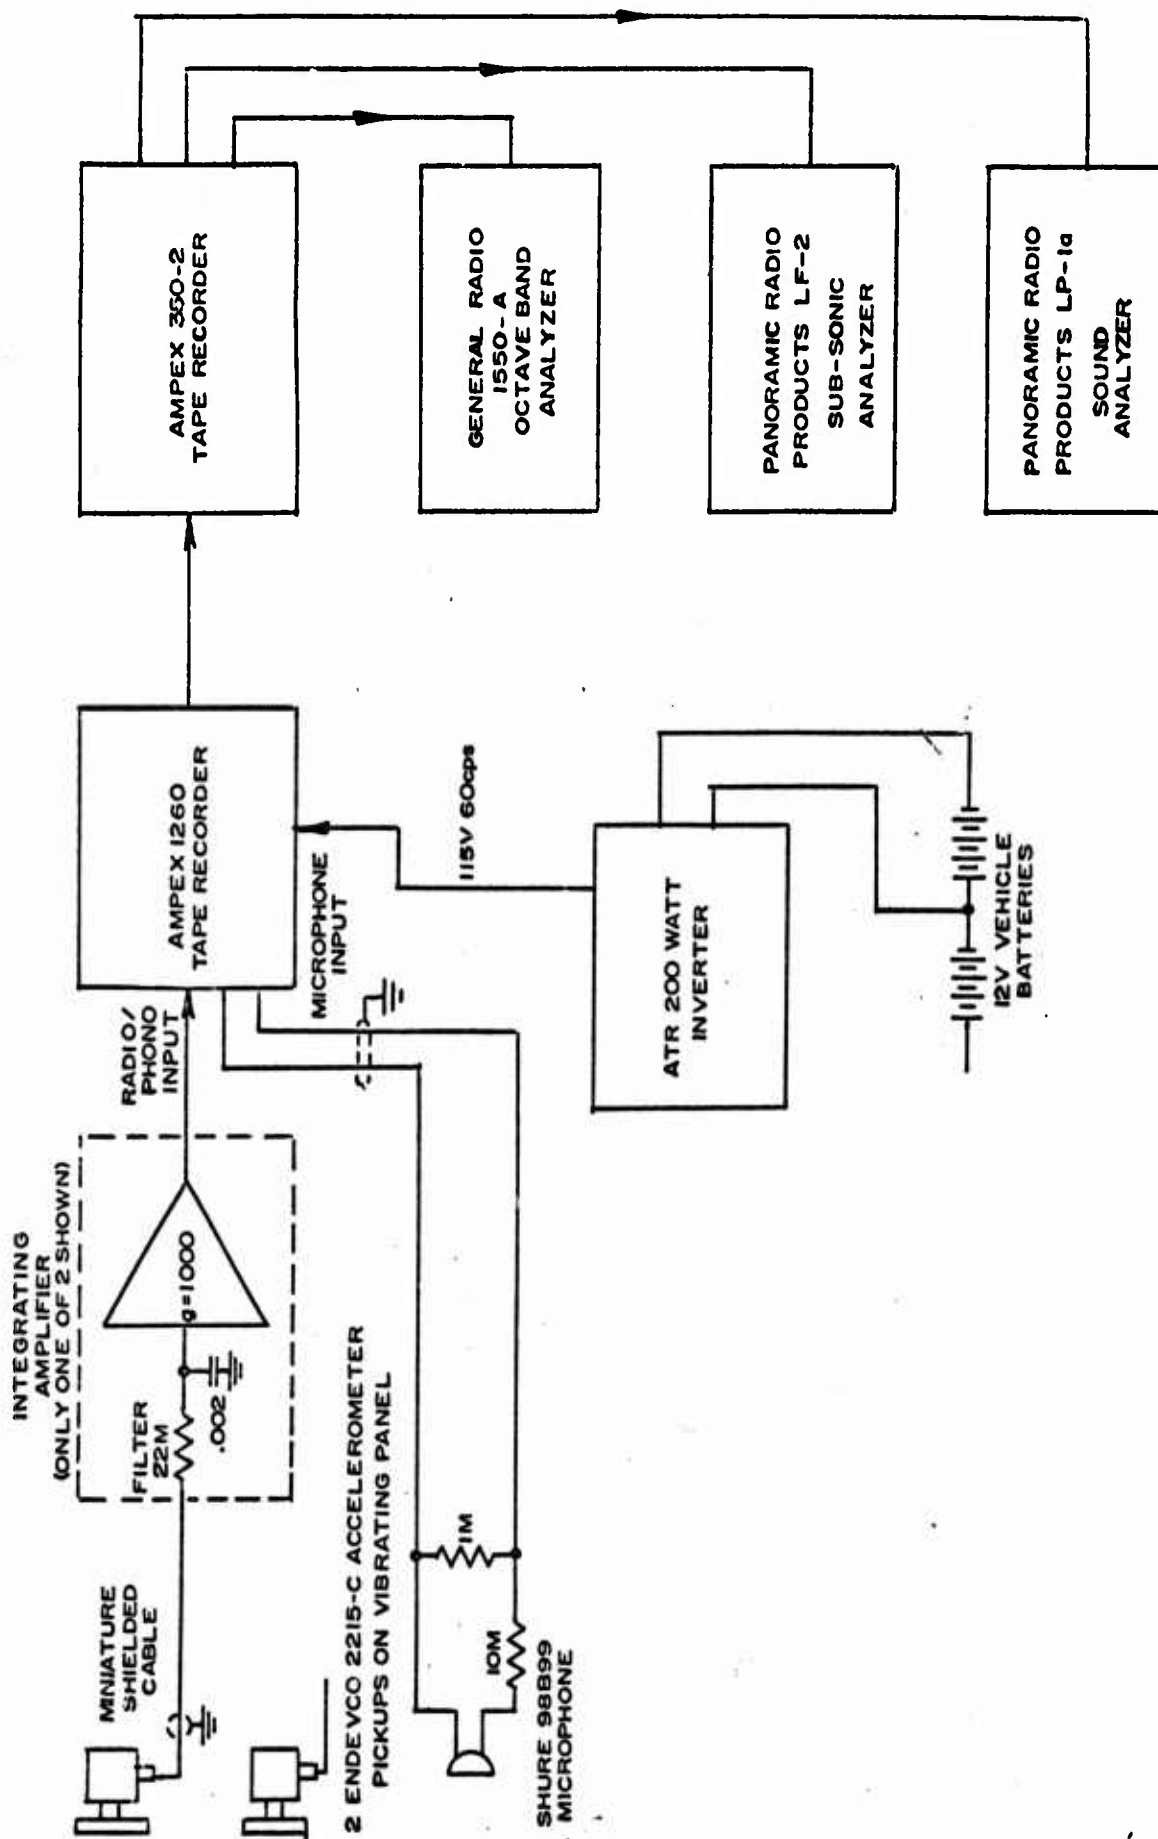 INTEGRATING
AMPLIFIER
(ONLY ONE OF 2 SHOWN)
MINIATURE
SHIELDED
CABLE
FILTER
22M
.002
g=1000
RADIO/
PHONO
INPUT
AMPEX 1260
TAPE RECORDER
AMPEX 350-2
TAPE RECORDER
2 ENDEVCO 2215-C ACCELEROMETER
PICKUPS ON VIBRATING PANEL
MICROPHONE
INPUT
1M
10M
SHURE 98B99
MICROPHONE
115V 60cps
ATR 200 WATT
INVERTER
12V VEHICLE
BATTERIES
GENERAL RADIO
1550-A
OCTAVE BAND
ANALYZER
PANORAMIC RADIO
PRODUCTS LF-2
SUB-SONIC
ANALYZER
PANORAMIC RADIO
PRODUCTS LP-1a
SOUND
ANALYZER